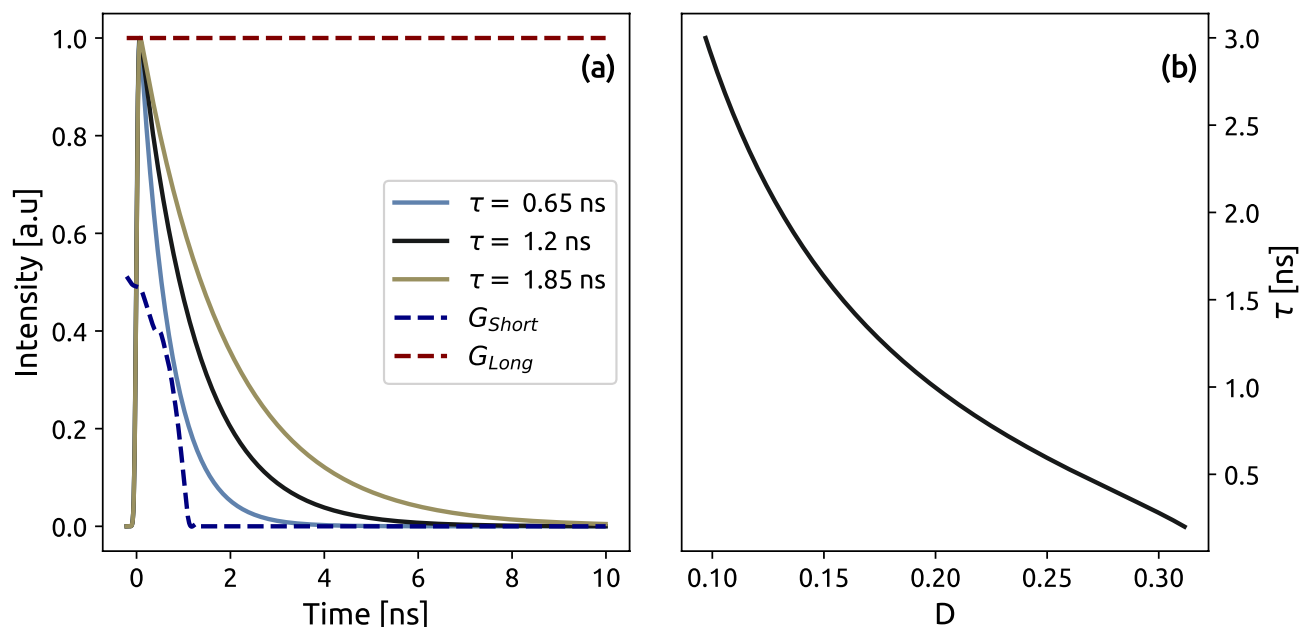 (a)
Intensity [a.u]
1.0
0.8
0.6
0.4
0.2
0.0
τ = 0.65 ns
τ = 1.2 ns
τ = 1.85 ns
G_Short
G_Long
0 2 4 6 8 10
Time [ns]
(b)
3.0
2.5
2.0
1.5
1.0
0.5
τ [ns]
0.10 0.15 0.20 0.25 0.30
D